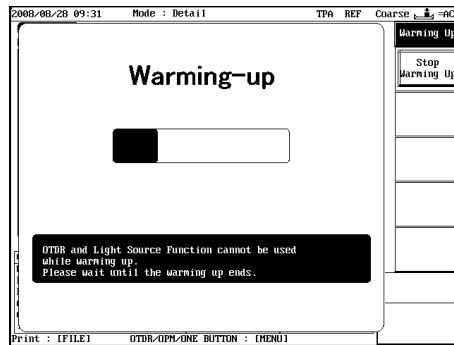 2008/08/28 09:31 Mode : Detail TPA REF Coarse =AC
Warming Up
Stop
Warming Up
Warming-up
OTDR and Light Source Function cannot be used
while warming up.
Please wait until the warming up ends.
Print : [FILE] OTDR/OPM/ONE BUTTON : [MENU]